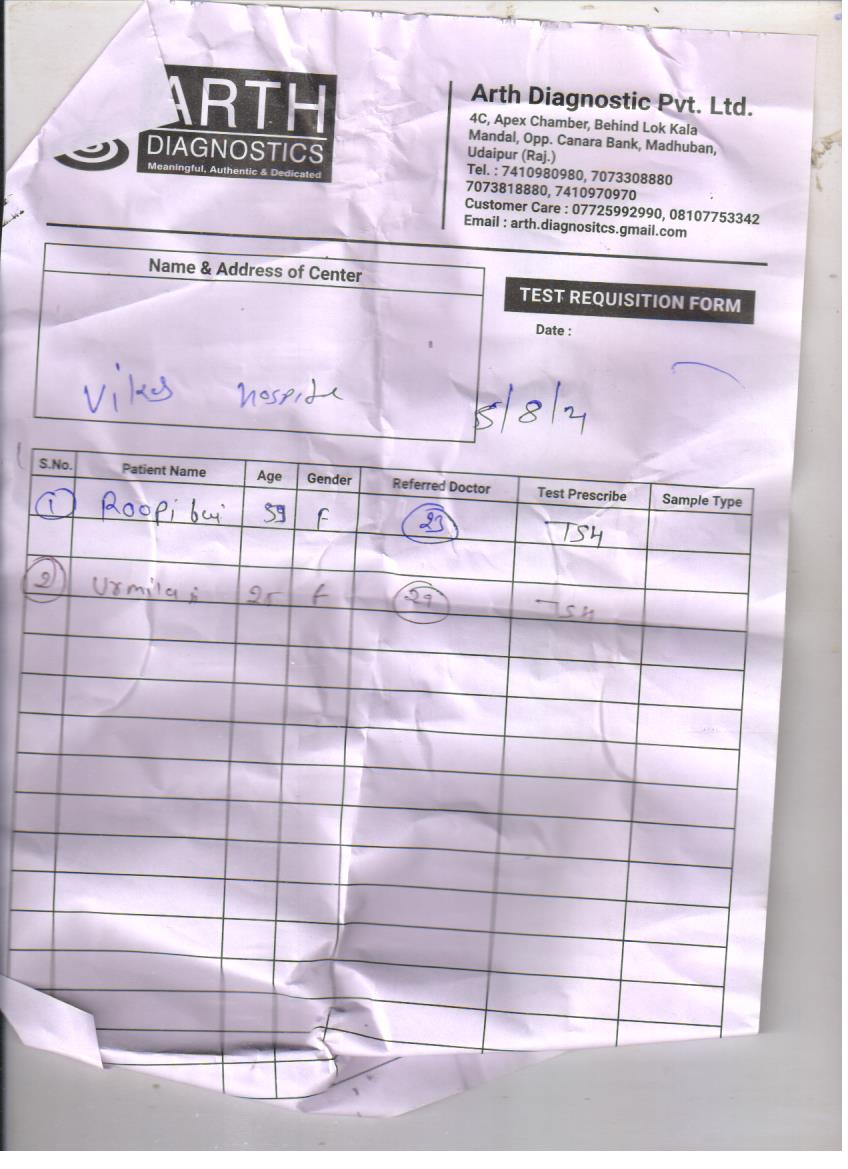 ARTH
DIAGNOSTICS
Meaningful, Authentic & Dedicated
Arth Diagnostic Pvt. Ltd.
4C, Apex Chamber, Behind Lok Kala
Mandal, Opp. Canara Bank, Madhuban,
Udaipur (Raj.)
Tel. : 7410980980, 7073308880
7073818880, 7410970970
Customer Care : 07725992990, 08107753342
Email : arth.diagnositcs.gmail.com
Name & Address of Center
TEST REQUISITION FORM
Date :
Vikas
5/8/21
S.No. Patient Name Age Gender Referred Doctor Test Prescribe Sample Type
1 Roopi bai 39 F 23 TSH
2 Urmila 25 F 29 TSH